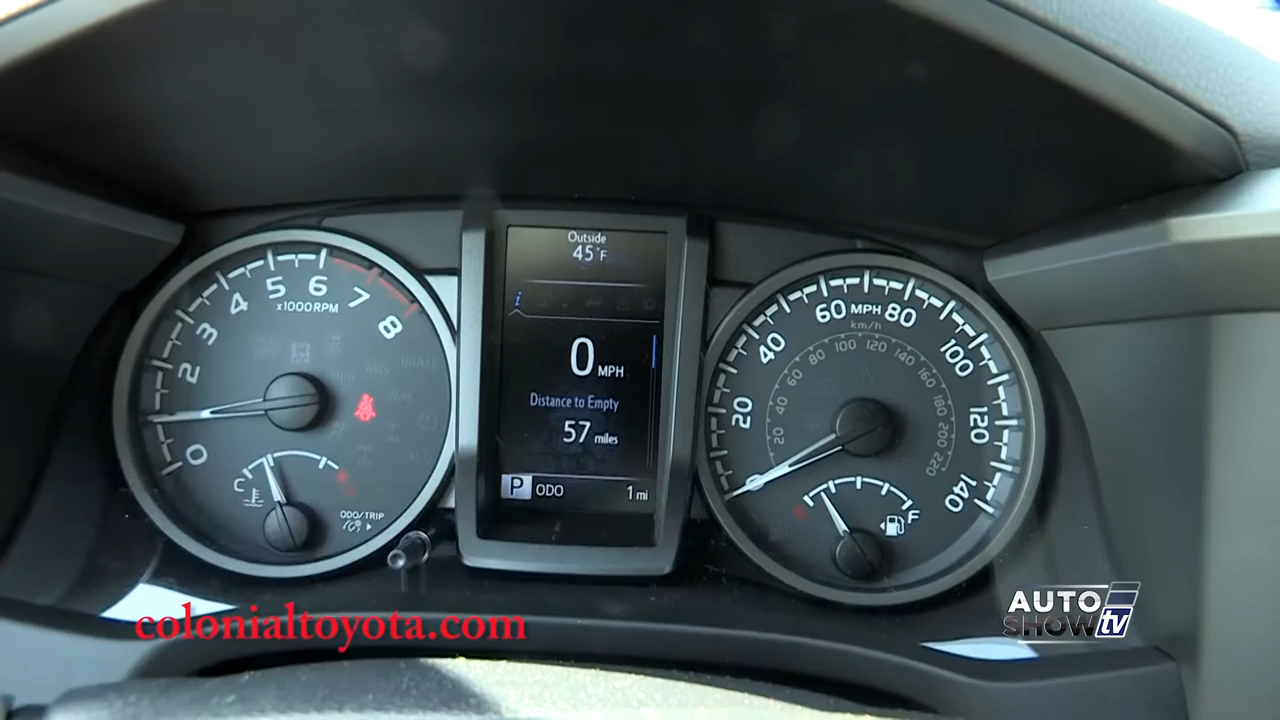 Outside
45°F
i
0 MPH
Distance to Empty
57 miles
P ODO 1 mi
0 2 3 4 5 6 7 8
x1000RPM
ABS
BRAKE
C
ODO/TRIP
20 40 60 MPH 80 100 120 140
km/h
20 40 60 80 100 120 140 160 180 200 220
F
colonialtoyota.com
AUTO
SHOW tv